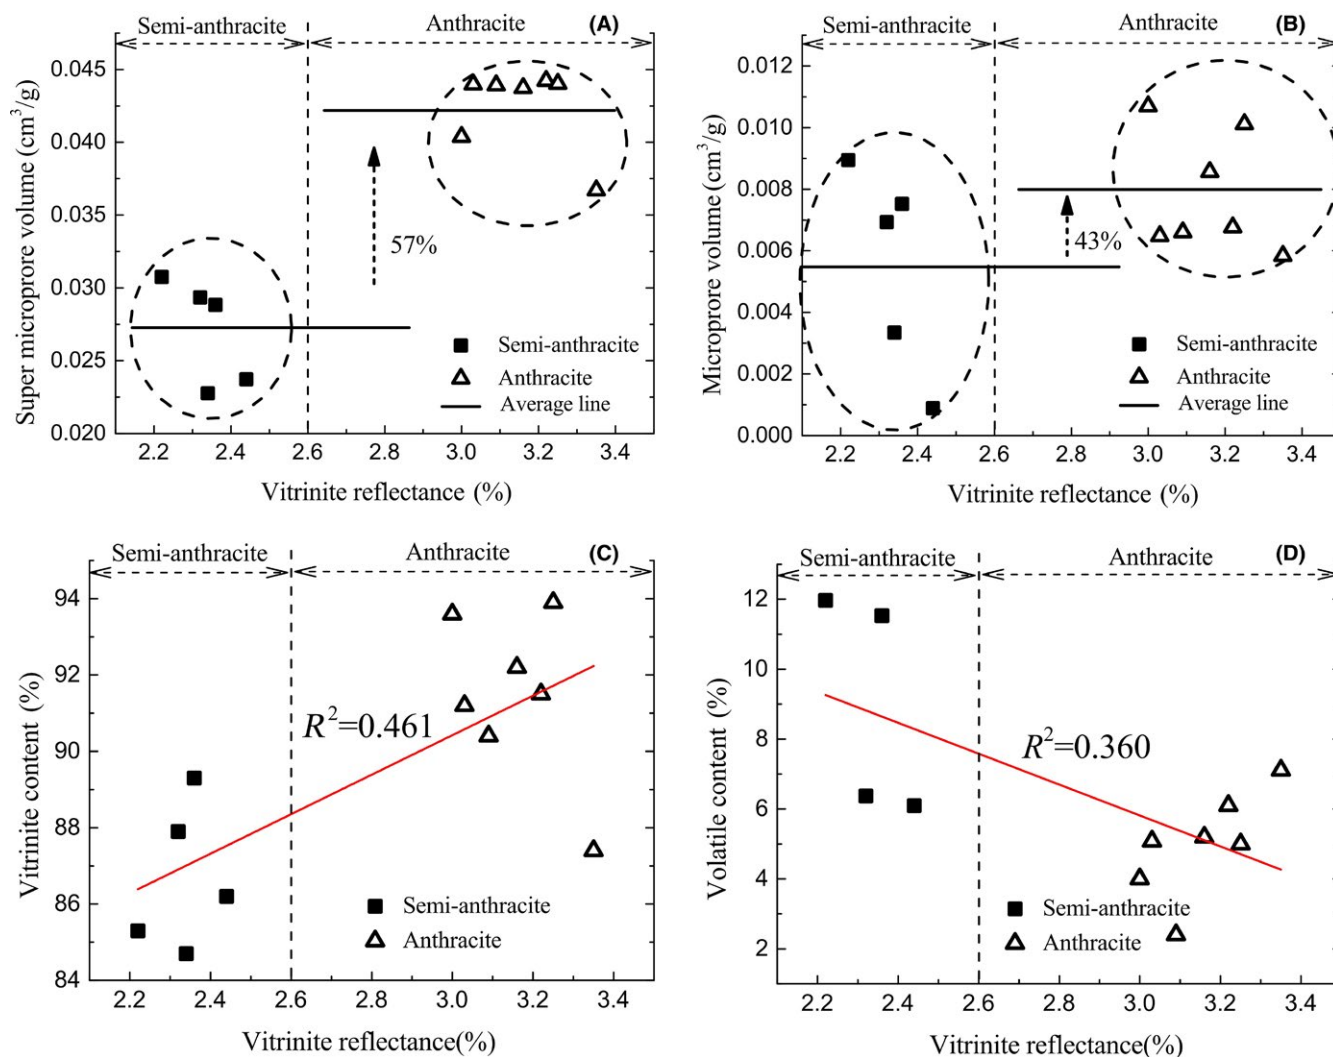 Semi-anthracite Anthracite (A)
Super microprore volume (cm³/g)
0.045
0.040
0.035
0.030
0.025
0.020
57%
Semi-anthracite
Anthracite
Average line
2.2 2.4 2.6 2.8 3.0 3.2 3.4
Vitrinite reflectance (%)
Semi-anthracite Anthracite (B)
Microprore volume (cm³/g)
0.012
0.010
0.008
0.006
0.004
0.002
0.000
43%
Semi-anthracite
Anthracite
Average line
2.2 2.4 2.6 2.8 3.0 3.2 3.4
Vitrinite reflectance (%)
Semi-anthracite Anthracite (C)
Vitrinite content (%)
94
92
90
88
86
84
R²=0.461
Semi-anthracite
Anthracite
2.2 2.4 2.6 2.8 3.0 3.2 3.4
Vitrinite reflectance(%)
Semi-anthracite Anthracite (D)
Volatile content (%)
12
10
8
6
4
2
R²=0.360
Semi-anthracite
Anthracite
2.2 2.4 2.6 2.8 3.0 3.2 3.4
Vitrinite reflectance(%)